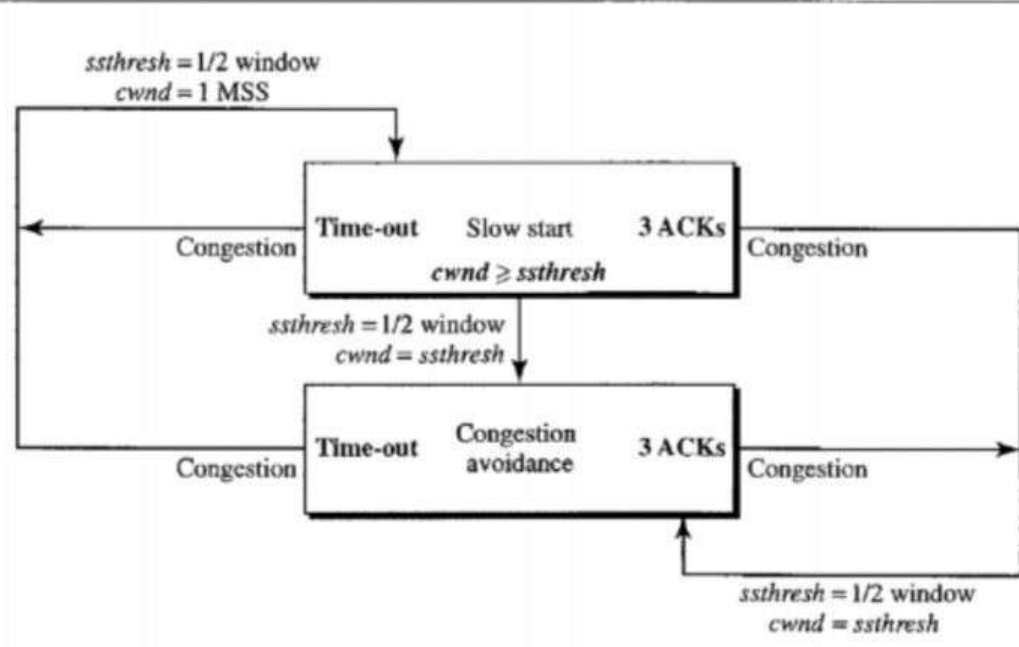 ssthresh = 1/2 window
cwnd = 1 MSS
Time-out
Slow start
3 ACKs
Congestion
Congestion
cwnd ⩾ ssthresh
ssthresh = 1/2 window
cwnd = ssthresh
Time-out
Congestion
avoidance
3 ACKs
Congestion
Congestion
ssthresh = 1/2 window
cwnd = ssthresh